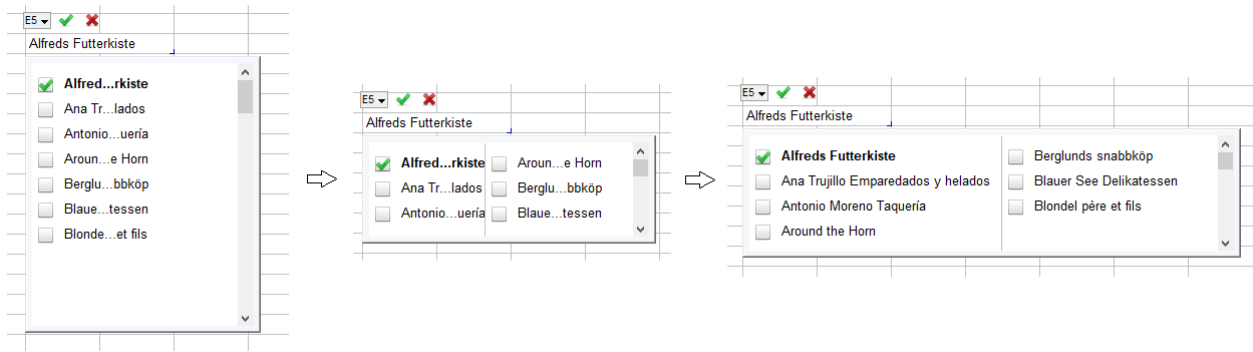 E5
Alfreds Futterkiste
Alfred...rkiste
Ana Tr...lados
Antonio...uería
Aroun...e Horn
Berglu...bbköp
Blaue...tessen
Blonde...et fils
E5
Alfreds Futterkiste
Alfred...rkiste
Ana Tr...lados
Antonio...uería
Aroun...e Horn
Berglu...bbköp
Blaue...tessen
E5
Alfreds Futterkiste
Alfreds Futterkiste
Ana Trujillo Emparedados y helados
Antonio Moreno Taquería
Around the Horn
Berglunds snabbköp
Blauer See Delikatessen
Blondel père et fils